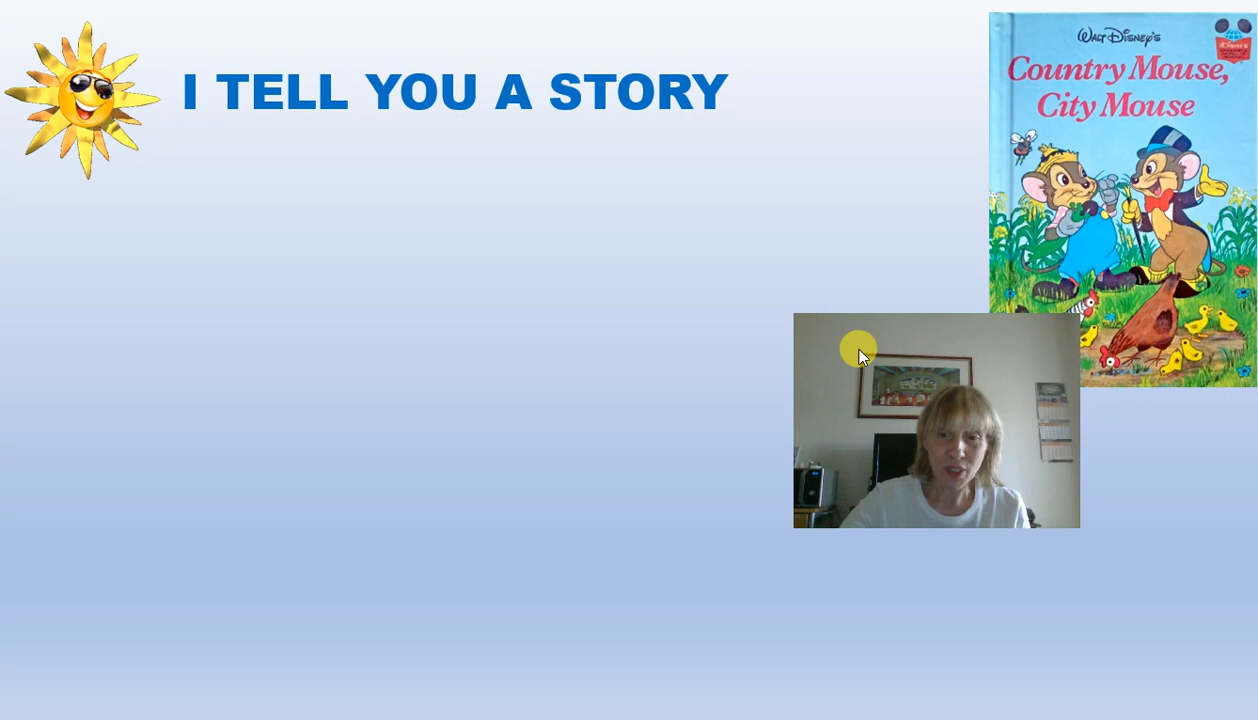 I TELL YOU A STORY
WALT DISNEY'S
Country Mouse,
City Mouse